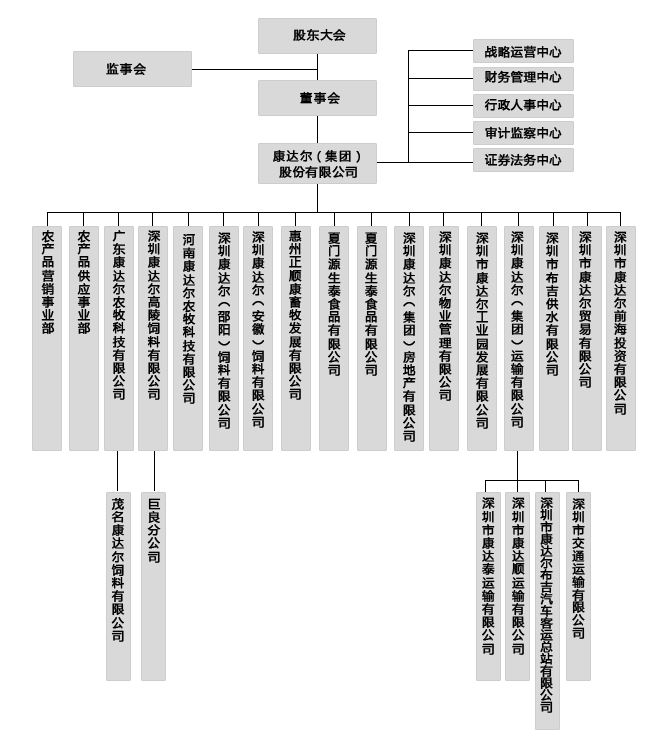 股东大会
监事会
董事会
康达尔（集团）
股份有限公司
战略运营中心
财务管理中心
行政人事中心
审计监察中心
证券法务中心
农产品营销事业部
农产品供应事业部
广东康达尔农牧科技有限公司
深圳康达尔高陵饲料有限公司
河南康达尔农牧科技有限公司
深圳康达尔（邵阳）饲料有限公司
深圳康达尔（安徽）饲料有限公司
惠州正顺康畜牧发展有限公司
夏门源生泰食品有限公司
夏门源生泰食品有限公司
深圳康达尔（集团）房地产有限公司
深圳康达尔物业管理有限公司
深圳市康达尔工业园发展有限公司
深圳康达尔（集团）运输有限公司
深圳市布吉供水有限公司
深圳市康达尔贸易有限公司
深圳市康达尔前海投资有限公司
茂名康达尔饲料有限公司
巨良分公司
深圳市康达泰运输有限公司
深圳市康达顺运输有限公司
深圳市康达尔布吉汽车客运总站有限公司
深圳市交通运输有限公司